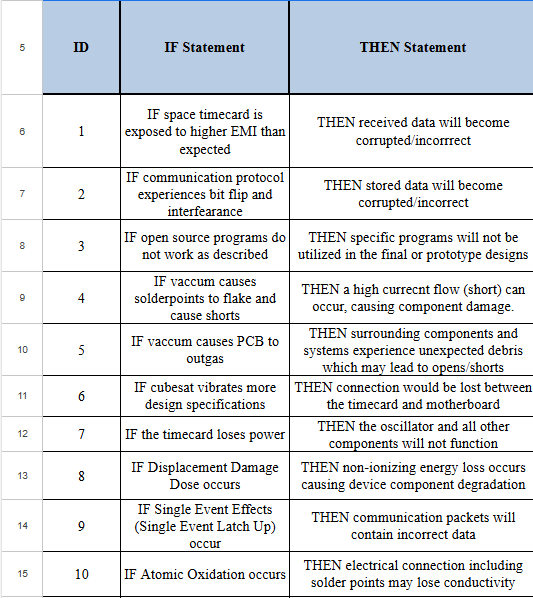 5 ID IF Statement THEN Statement
6 1 IF space timecard is
exposed to higher EMI than
expected
THEN received data will become
corrupted/incorrrect
7 2 IF communication protocol
experiences bit flip and
interfearance
THEN stored data will become
corrupted/incorrect
8 3 IF open source programs do
not work as described
THEN specific programs will not be
utilized in the final or prototype designs
9 4 IF vaccum causes
solderpoints to flake and
cause shorts
THEN a high currecnt flow (short) can
occur, causing component damage.
10 5 IF vaccum causes PCB to
outgas
THEN surrounding components and
systems experience unexpected debris
which may lead to opens/shorts
11 6 IF cubesat vibrates more
design specifications
THEN connection would be lost between
the timecard and motherboard
12 7 IF the timecard loses power
THEN the oscillator and all other
components will not function
13 8 IF Displacement Damage
Dose occurs
THEN non-ionizing energy loss occurs
causing device component degradation
14 9 IF Single Event Effects
(Single Event Latch Up)
occur
THEN communication packets will
contain incorrect data
15 10 IF Atomic Oxidation occurs
THEN electrical connection including
solder points may lose conductivity